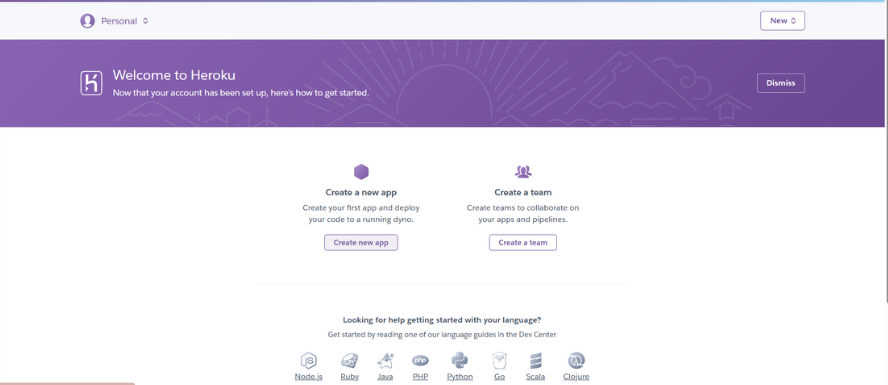 Personal
New
Welcome to Heroku
Now that your account has been set up, here's how to get started.
Dismiss
Create a new app
Create your first app and deploy
your code to a running dyno.
Create new app
Create a team
Create teams to collaborate on
your apps and pipelines.
Create a team
Looking for help getting started with your language?
Get started by reading one of our language guides in the Dev Center
php
Node.js Ruby Java PHP Python Go Scala Clojure